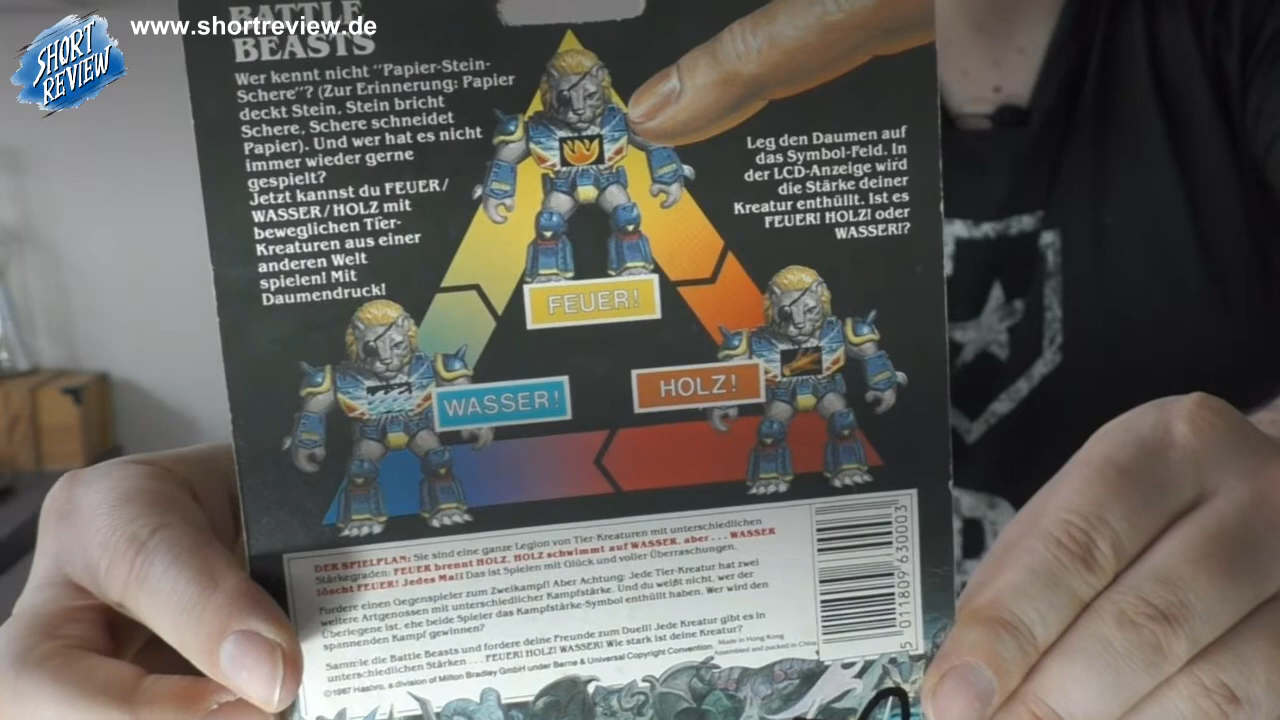 www.shortreview.de
SHORT
REVIEW
BATTLE
BEASTS
Wer kennt nicht "Papier-Stein-
Schere"? (Zur Erinnerung: Papier
deckt Stein, Stein bricht
Schere, Schere schneidet
Papier). Und wer hat es nicht
immer wieder gerne
gespielt?
Jetzt kannst du FEUER/
WASSER/HOLZ mit
beweglichen Tier-
Kreaturen aus einer
anderen Welt
spielen! Mit
Daumendruck!
Leg den Daumen auf
das Symbol-Feld. In
der LCD-Anzeige wird
die Stärke deiner
Kreatur enthüllt. Ist es
FEUER! HOLZ! oder
WASSER!?
FEUER!
WASSER!
HOLZ!
DER SPIELPLAN: Sie sind eine ganze Legion von Tier-Kreaturen mit unterschiedlichen
Stärkegraden: FEUER brennt HOLZ, HOLZ schwimmt auf WASSER, aber . . . WASSER
löscht FEUER! Jedes Mal! Das ist Spielen mit Glück und voller Überraschungen.
Fordere einen Gegenspieler zum Zweikampf! Aber Achtung: Jede Tier-Kreatur hat zwei
weitere Artgenossen mit unterschiedlicher Kampfstärke. Und du weißt nicht, wer der
Überlegene ist, ehe beide Spieler das Kampfstärke-Symbol enthüllt haben. Wer wird den
spannenden Kampf gewinnen?
Sammle die Battle Beasts und fordere deine Freunde zum Duell! Jede Kreatur gibt es in
unterschiedlichen Stärken . . . FEUER! HOLZ! WASSER! Wie stark ist deine Kreatur?
©1987 Hasbro, a division of Milton Bradley GmbH under Berne & Universal Copyright Convention.
Made in Hong Kong
Assembled and packed in China
5 011809 630003